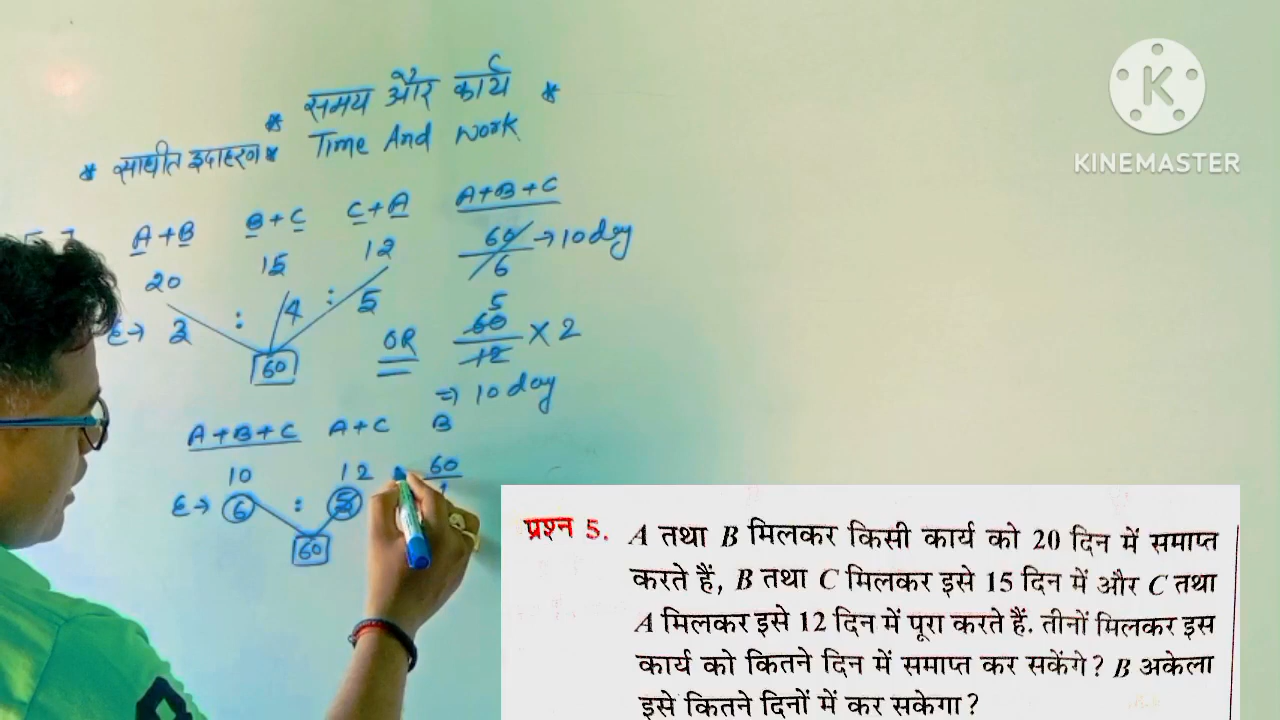 * समय और कार्य *
* साधीत उदाहरण * Time And Work
A+B B+C C+A A+B+C
20 15 12 60/6 → 10 day
E→ 3 : 4 : 5
60
OR 60/12 5 × 2
⇒ 10 day
A+B+C A+C B
10 12 60/1
E→ 6 : 5
60
KINEMASTER
प्रश्न 5. A तथा B मिलकर किसी कार्य को 20 दिन में समाप्त
करते हैं, B तथा C मिलकर इसे 15 दिन में और C तथा
A मिलकर इसे 12 दिन में पूरा करते हैं. तीनों मिलकर इस
कार्य को कितने दिन में समाप्त कर सकेंगे? B अकेला
इसे कितने दिनों में कर सकेगा?